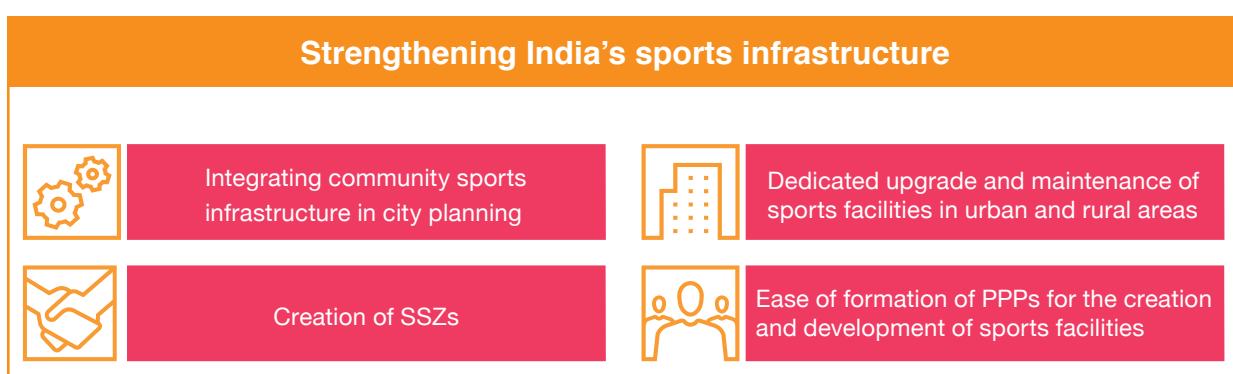 Strengthening India’s sports infrastructure
Integrating community sports
infrastructure in city planning
Dedicated upgrade and maintenance of
sports facilities in urban and rural areas
Creation of SSZs
Ease of formation of PPPs for the creation
and development of sports facilities